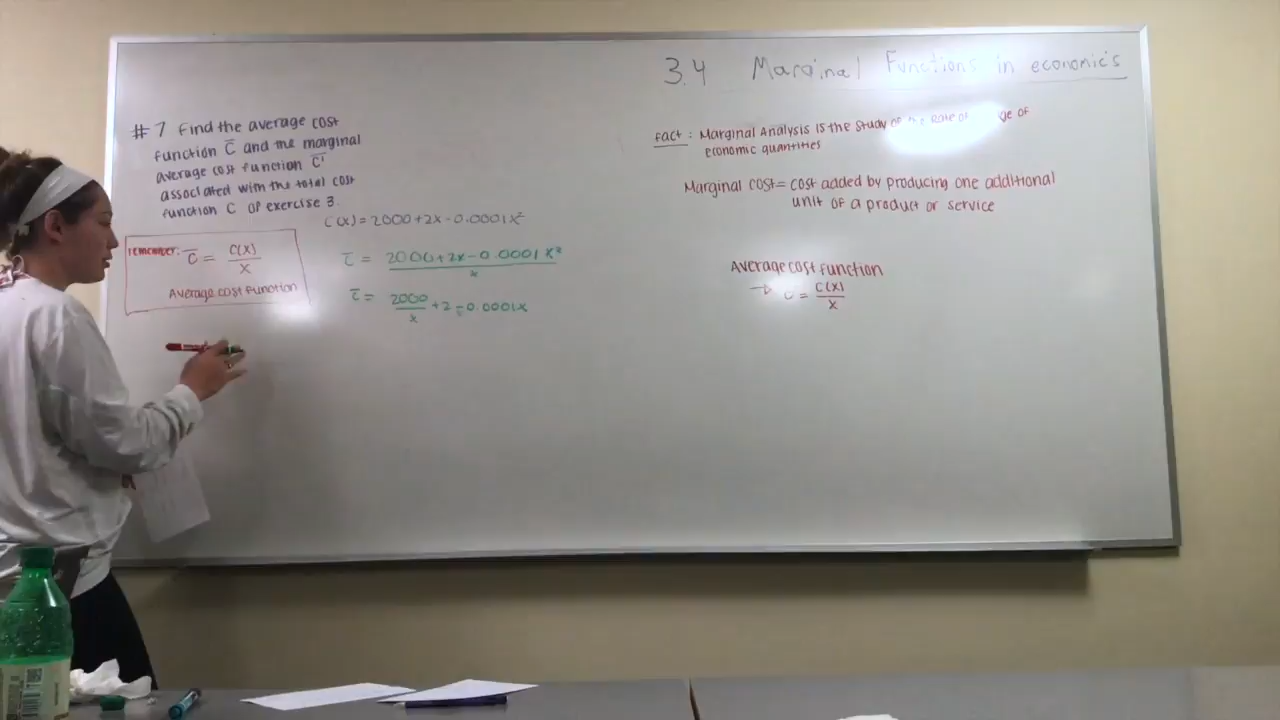 3.4 Marginal Functions in economics
#7 Find the average cost
function C̅ and the marginal
average cost function C̅'
associated with the total cost
function C of exercise 3.
C(x) = 2000 + 2x - 0.0001x²
remember: C̅ = C(x)/x
Average cost function
C̅ = 2000+2x-0.0001x²/x
C̅ = 2000/x + 2 - 0.0001x
Fact: Marginal Analysis is the study of the Rate of
economic quantities
Marginal cost = cost added by producing one additional
unit of a product or service
Average cost function
→ C̅ = C(x)/x